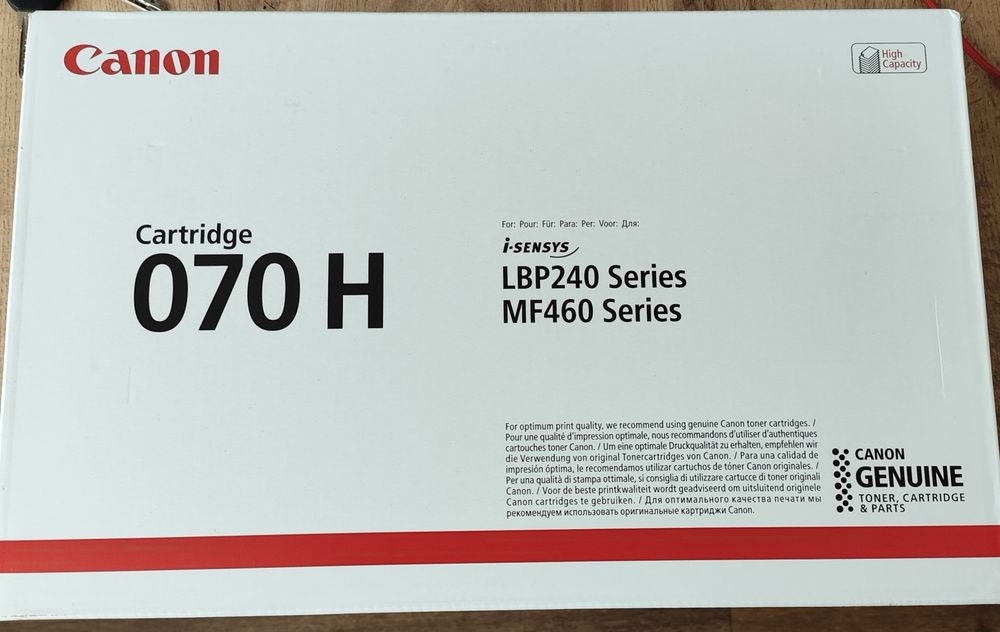 Canon
High
Capacity
Cartridge
070 H
For: Pour: Für: Para: Per: Voor: Для:
i-SENSYS
LBP240 Series
MF460 Series
For optimum print quality, we recommend using genuine Canon toner cartridges. /
Pour une qualité d'impression optimale, nous recommandons d'utiliser d'authentiques
cartouches toner Canon. / Um eine optimale Druckqualität zu erhalten, empfehlen wir
die Verwendung von original Tonercartridges von Canon. / Para una calidad de
impresión óptima, le recomendamos utilizar cartuchos de tóner Canon originales. /
Per una qualità di stampa ottimale, si consiglia di utilizzare cartucce di toner originali
Canon. / Voor de beste printkwaliteit wordt geadviseerd om uitsluitend originele
Canon cartridges te gebruiken. / Для оптимального качества печати мы
рекомендуем использовать оригинальные картриджи Canon.
CANON
GENUINE
TONER, CARTRIDGE
& PARTS